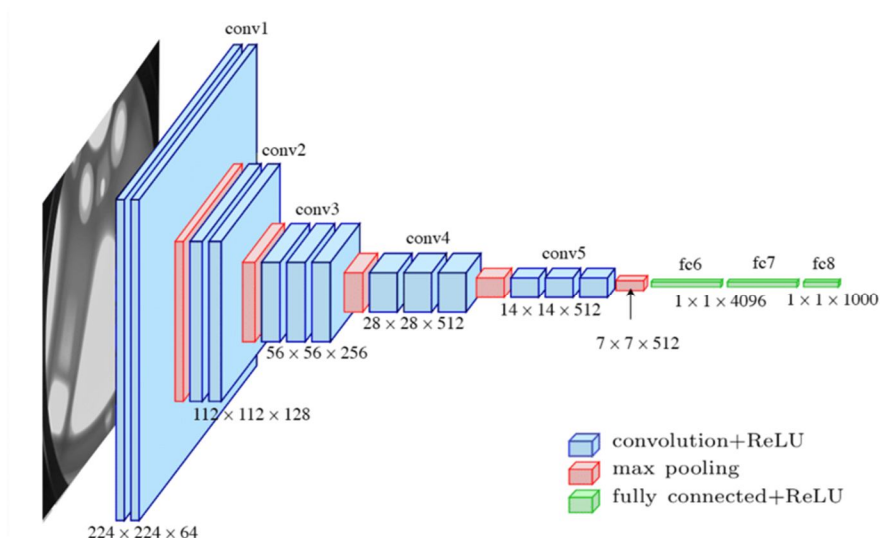 conv1
conv2
conv3
conv4
conv5
fc6
fc7
fc8
1 × 1 × 4096
1 × 1 × 1000
28 × 28 × 512
14 × 14 × 512
7 × 7 × 512
56 × 56 × 256
112 × 112 × 128
224 × 224 × 64
convolution+ReLU
max pooling
fully connected+ReLU